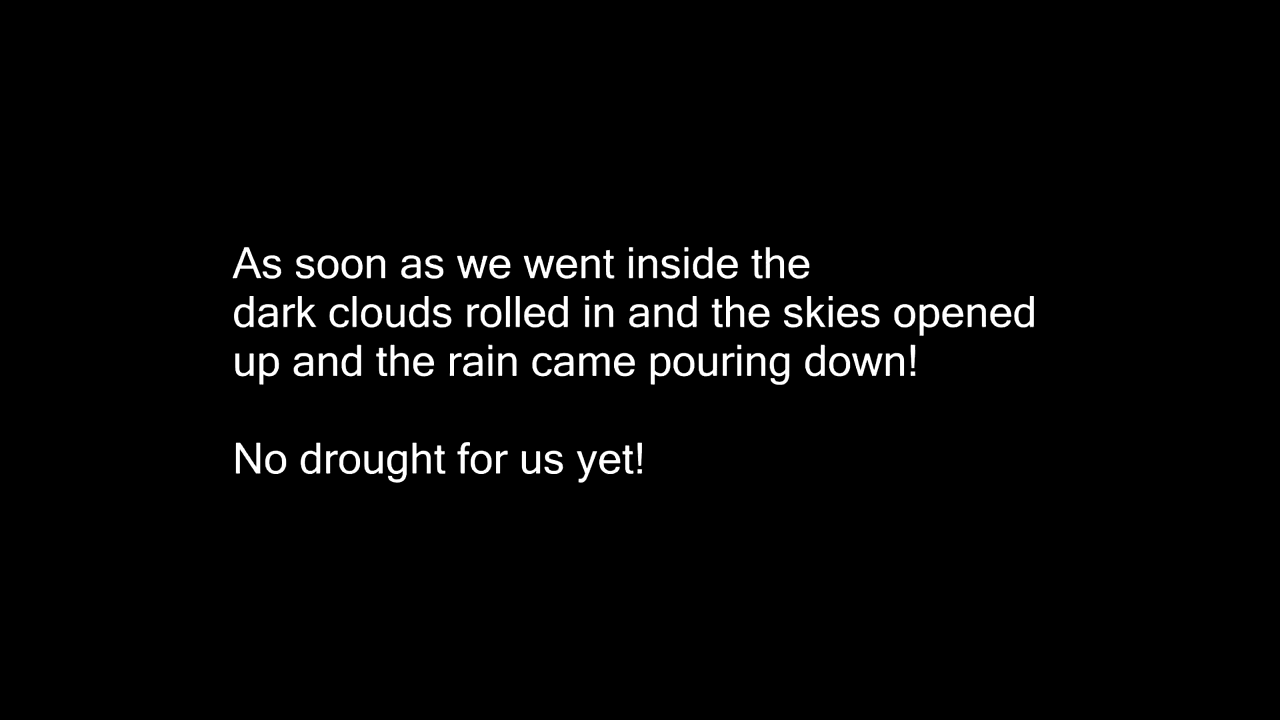 As soon as we went inside the
dark clouds rolled in and the skies opened
up and the rain came pouring down!
No drought for us yet!